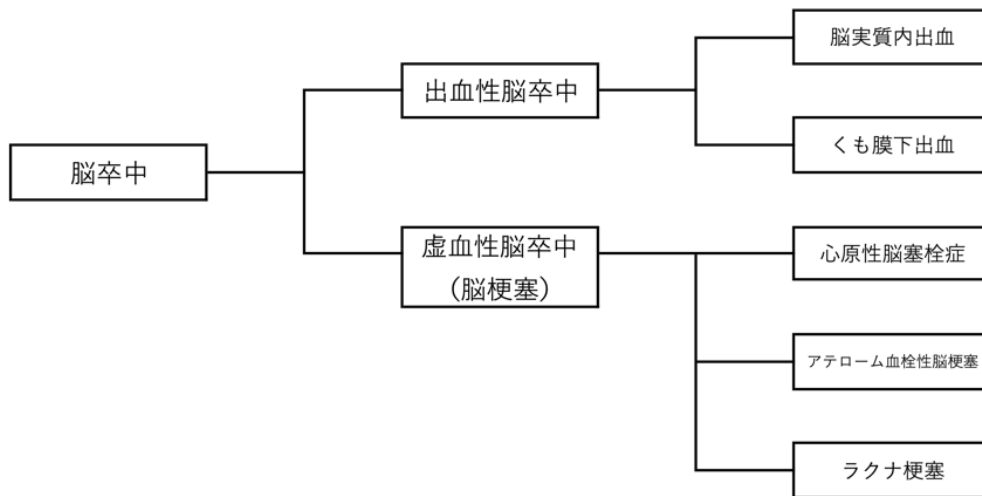 脳卒中
出血性脳卒中
脳実質内出血
くも膜下出血
虚血性脳卒中
(脳梗塞)
心原性脳塞栓症
アテローム血栓性脳梗塞
ラクナ梗塞